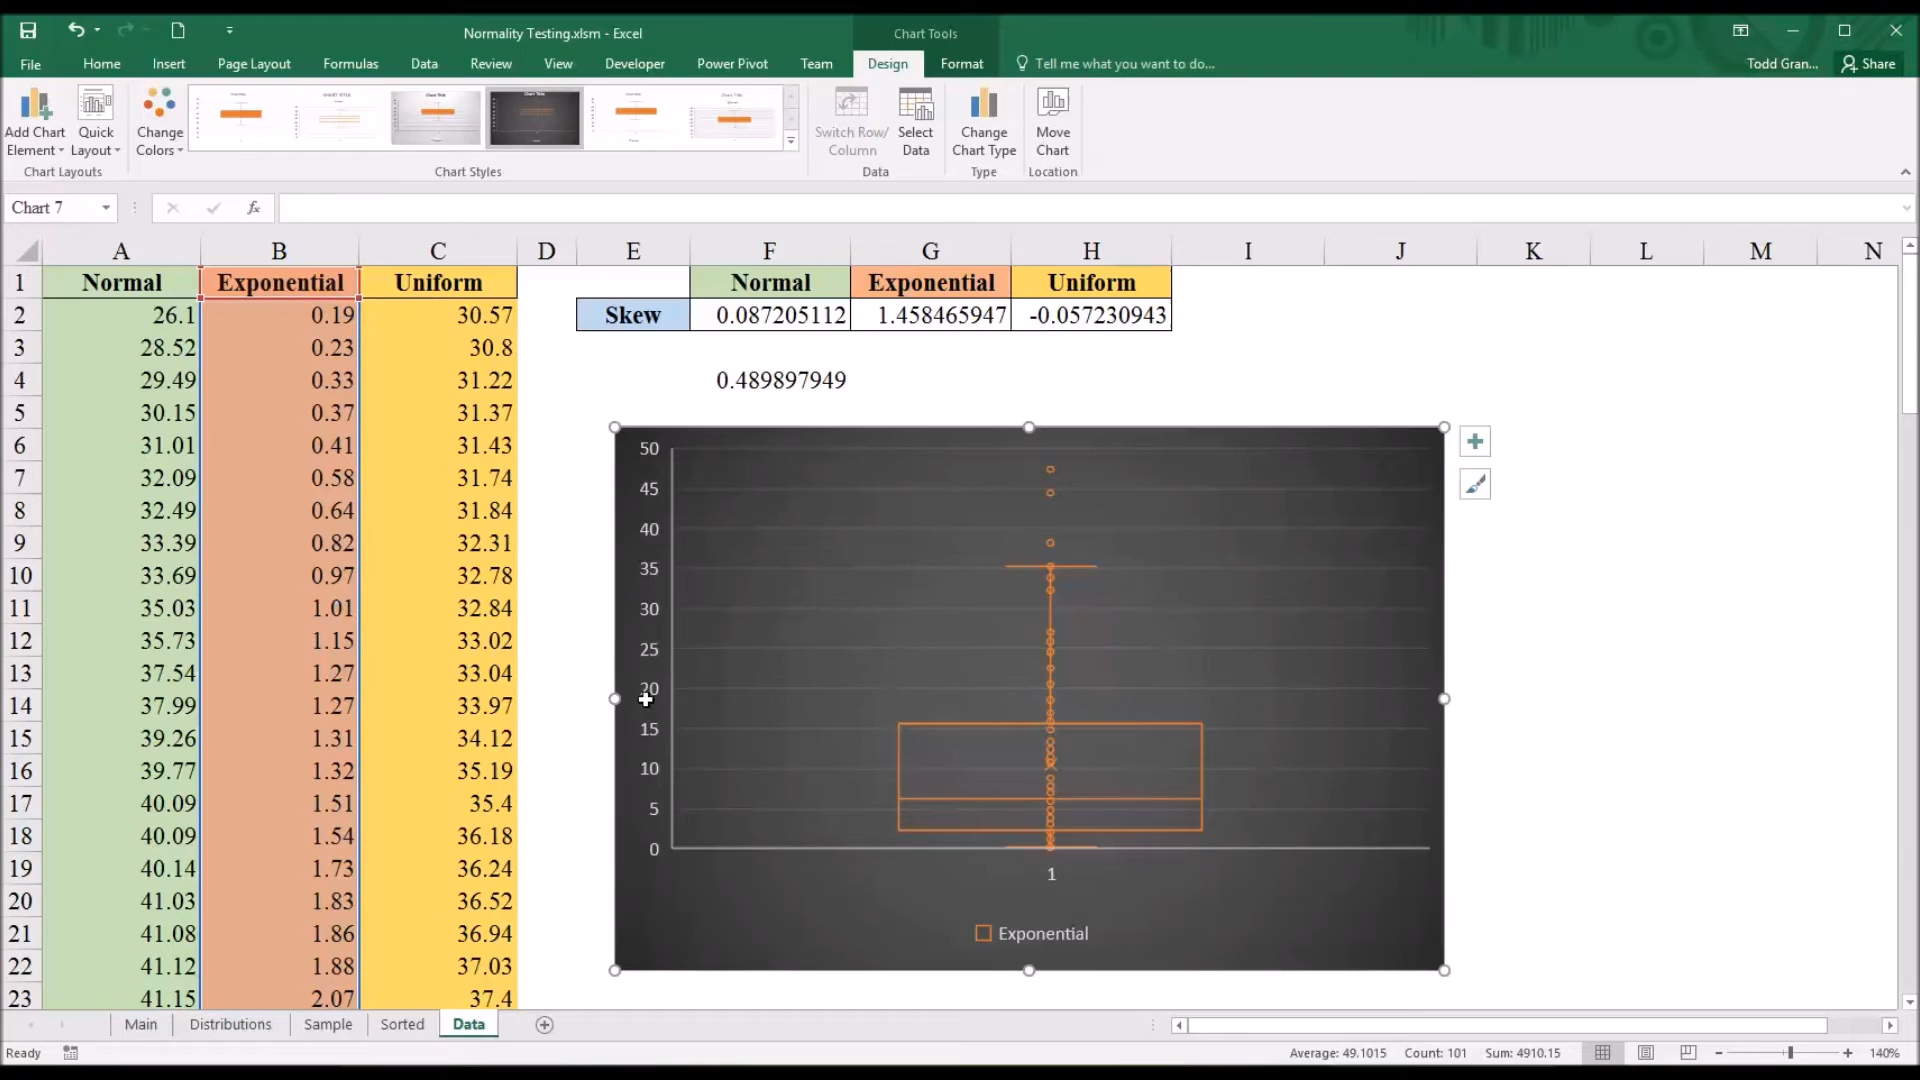 Normality Testing.xlsm - Excel
Chart Tools
File Home Insert Page Layout Formulas Data Review View Developer Power Pivot Team Design Format Tell me what you want to do... Todd Gran... Share
Add Chart Element
Quick Layout
Change Colors
Switch Row/ Column
Select Data
Change Chart Type
Move Chart
Chart Layouts Chart Styles Data Type Location
Chart 7 fx
A B C D E F G H I J K L M N
1 Normal Exponential Uniform Normal Exponential Uniform
2 26.1 0.19 30.57 Skew 0.087205112 1.458465947 -0.057230943
3 28.52 0.23 30.8
4 29.49 0.33 31.22 0.489897949
5 30.15 0.37 31.37
6 31.01 0.41 31.43
7 32.09 0.58 31.74
8 32.49 0.64 31.84
9 33.39 0.82 32.31
10 33.69 0.97 32.78
11 35.03 1.01 32.84
12 35.73 1.15 33.02
13 37.54 1.27 33.04
14 37.99 1.27 33.97
15 39.26 1.31 34.12
16 39.77 1.32 35.19
17 40.09 1.51 35.4
18 40.09 1.54 36.18
19 40.14 1.73 36.24
20 41.03 1.83 36.52
21 41.08 1.86 36.94
22 41.12 1.88 37.03
23 41.15 2.07 37.4
50
45
40
35
30
25
20
15
10
5
0
1
Exponential
Main Distributions Sample Sorted Data
Ready Average: 49.1015 Count: 101 Sum: 4910.15 140%